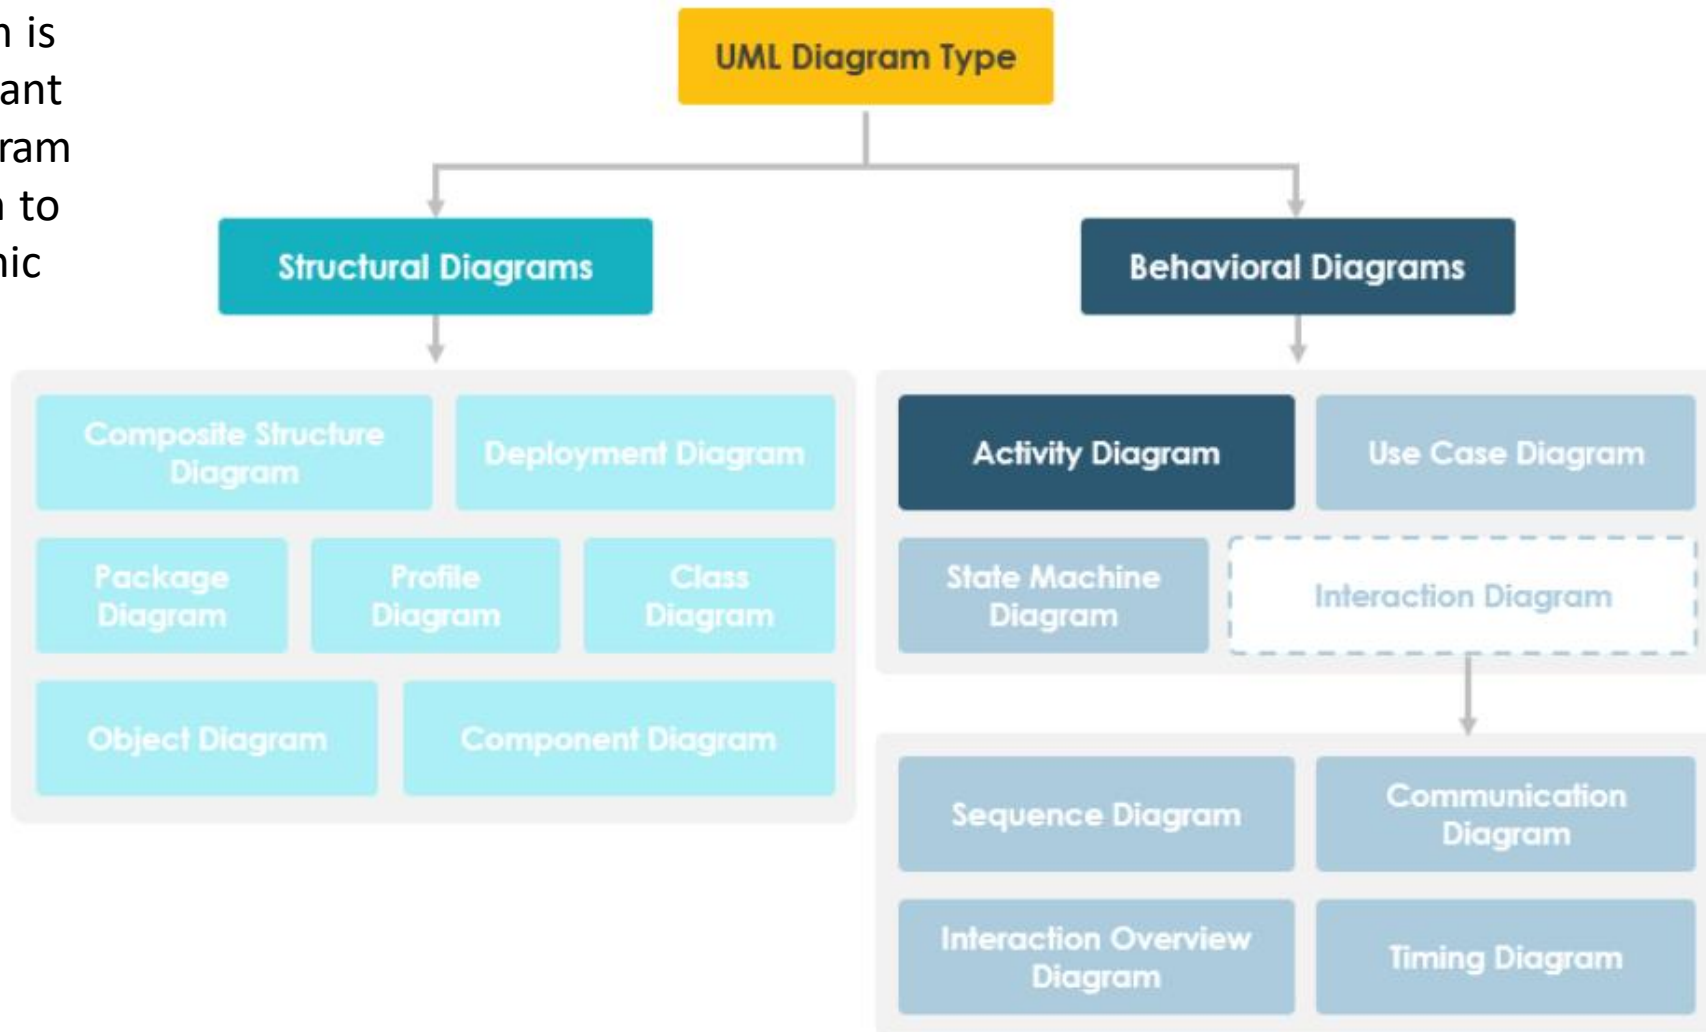 n is
ant
ram
n to
nic
UML Diagram Type
Structural Diagrams
Behavioral Diagrams
Composite Structure
Diagram
Deployment Diagram
Package
Diagram
Profile
Diagram
Class
Diagram
Object Diagram
Component Diagram
Activity Diagram
Use Case Diagram
State Machine
Diagram
Interaction Diagram
Sequence Diagram
Communication
Diagram
Interaction Overview
Diagram
Timing Diagram